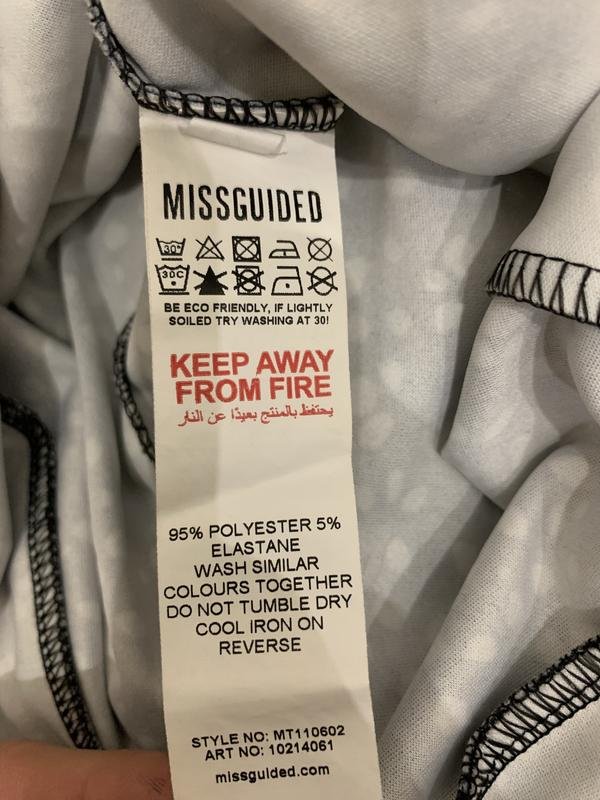 MISSGUIDED
30°
30C
BE ECO FRIENDLY, IF LIGHTLY
SOILED TRY WASHING AT 30!
KEEP AWAY
FROM FIRE
يحتفظ بالمنتج بعيدًا عن النار
95% POLYESTER 5%
ELASTANE
WASH SIMILAR
COLOURS TOGETHER
DO NOT TUMBLE DRY
COOL IRON ON
REVERSE
STYLE NO: MT110602
ART NO: 10214061
missguided.com